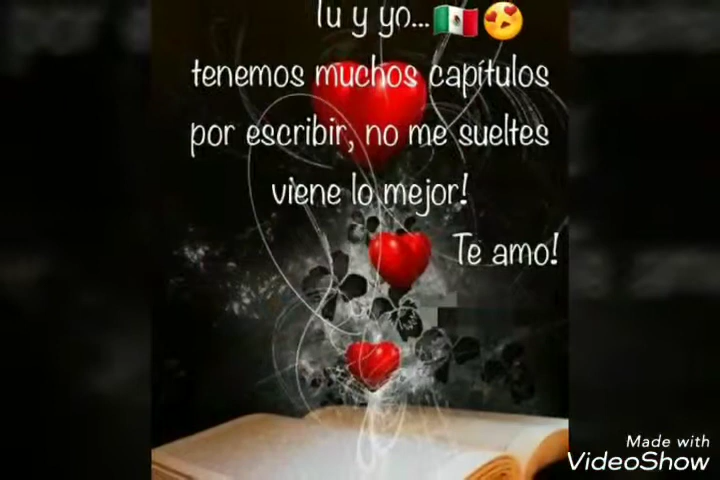 Tu y yo...🇲🇽😍
tenemos muchos capítulos
por escribir, no me sueltes
viene lo mejor!
Te amo!
Made with
VideoShow